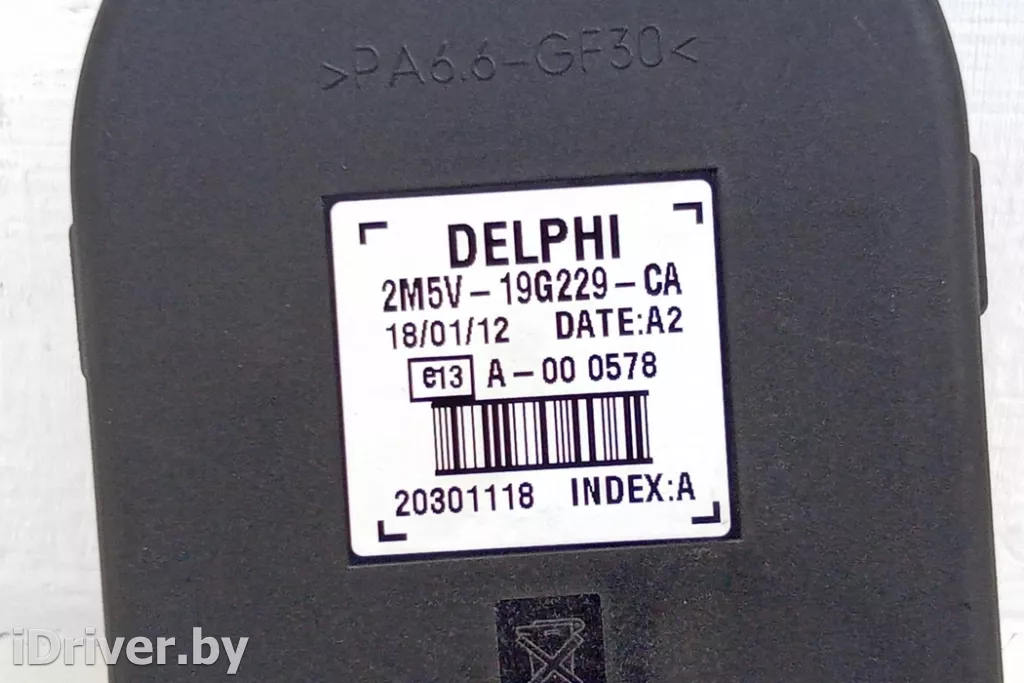 >PA6.6-GF30<
DELPHI
2M5V-19G229-CA
18/01/12 DATE:A2
e13 A-00 0578
20301118 INDEX:A
iDriver.by